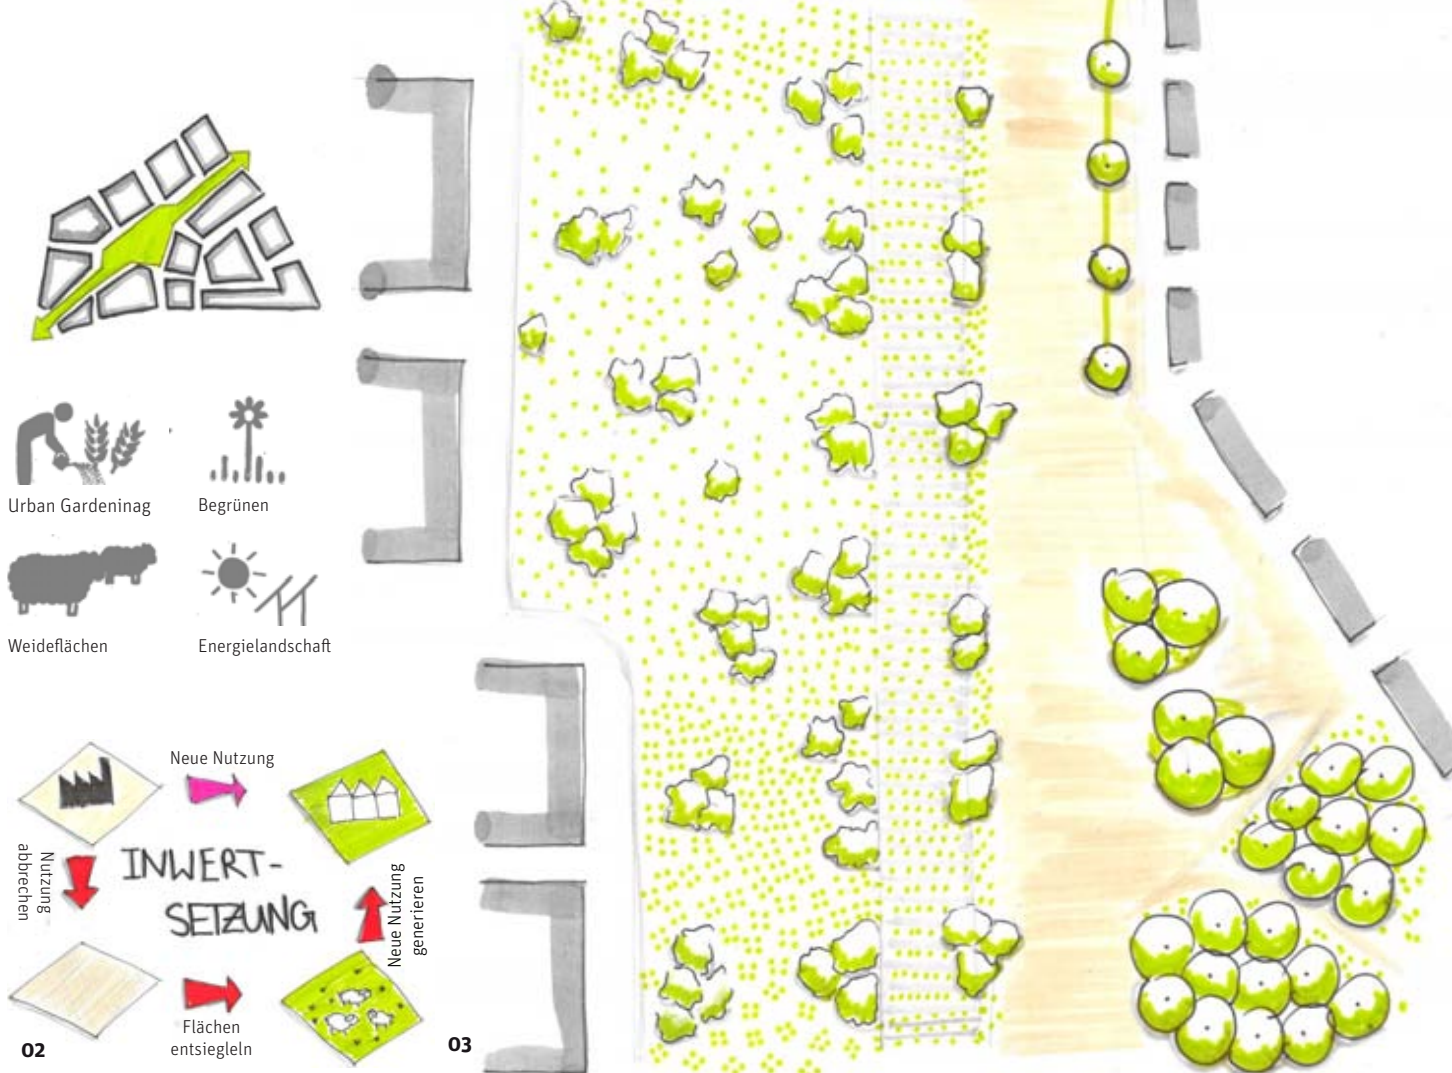 Urban Gardeninag
Begrünen
Weideflächen
Energielandschaft
Neue Nutzung
Nutzung
abbrechen
INWERT-
SETZUNG
Neue Nutzung
generieren
Flächen
entsiegleln
02
03